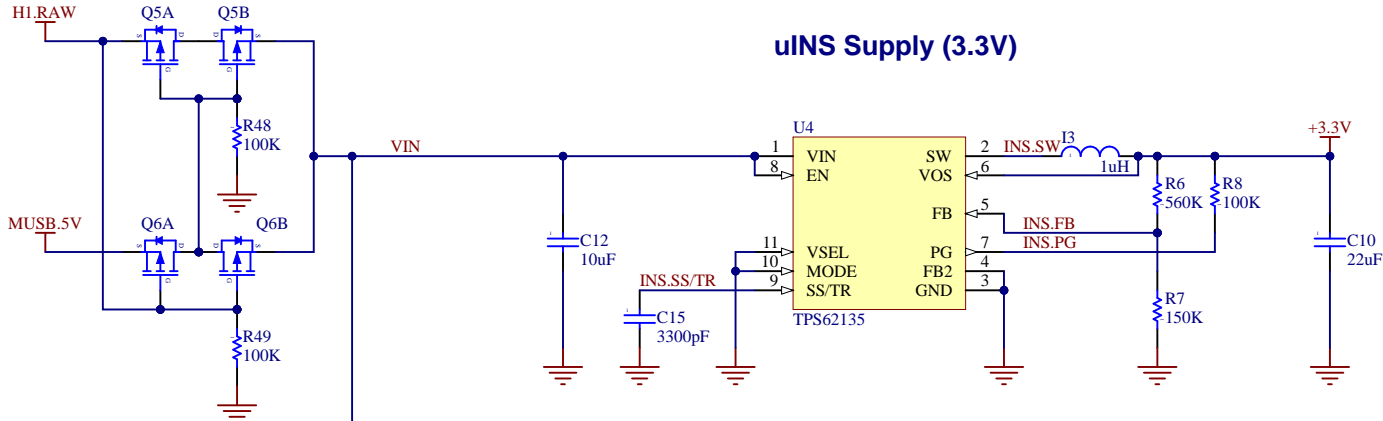 H1.RAW
Q5A
Q5B
S
D
D
S
G
G
R48
100K
MUSB.5V
Q6A
Q6B
S
D
D
S
G
G
R49
100K
uINS Supply (3.3V)
VIN
C12
10uF
INS.SS/TR
C15
3300pF
U4
1
VIN
8
EN
11
VSEL
10
MODE
9
SS/TR
SW
2
VOS
6
FB
5
PG
7
FB2
4
GND
3
TPS62135
INS.SW
I3
1uH
INS.FB
INS.PG
R6
560K
R8
100K
R7
150K
+3.3V
C10
22uF